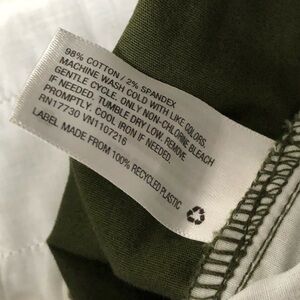 98% COTTON / 2% SPANDEX
MACHINE WASH COLD WITH LIKE COLORS,
GENTLE CYCLE. ONLY NON-CHLORINE BLEACH
IF NEEDED. TUMBLE DRY LOW. REMOVE
PROMPTLY. COOL IRON IF NEEDED.
RN17730 VN1107216
LABEL MADE FROM 100% RECYCLED PLASTIC